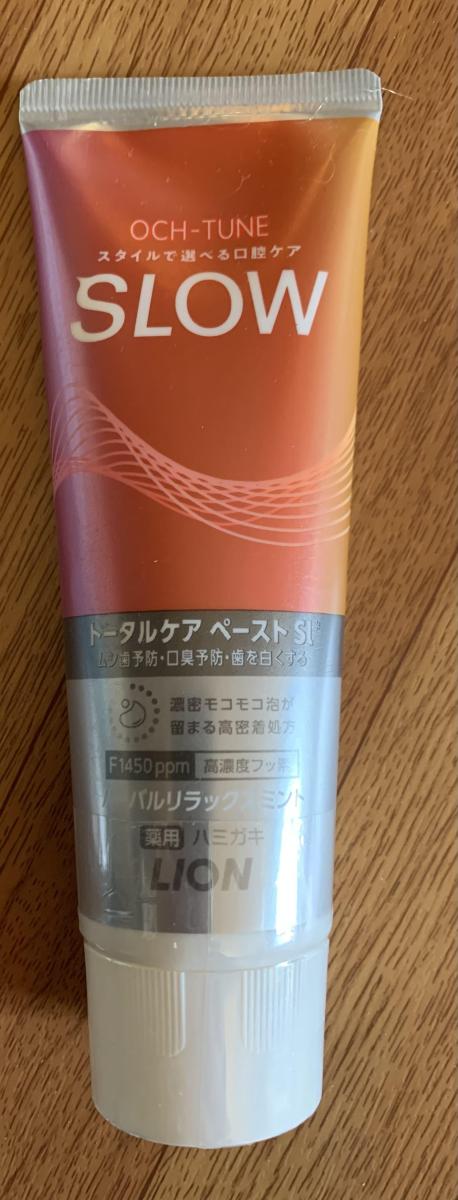 OCH-TUNE
スタイルで選べる口腔ケア
SLOW
トータルケア ペースト SL
ムシ歯予防・口臭予防・歯を白くする
濃密モコモコ泡が
留まる高密着処方
F1450 ppm 高濃度フッ素
ハーバルリラックスミント
薬用 ハミガキ
LION